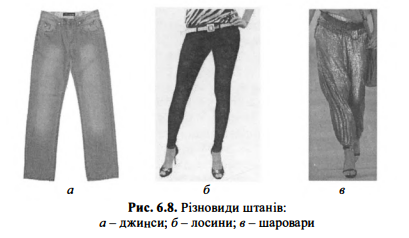 а
б
в
Рис. 6.8. Різновиди штанів:
а – джинси; б – лосини; в – шаровари